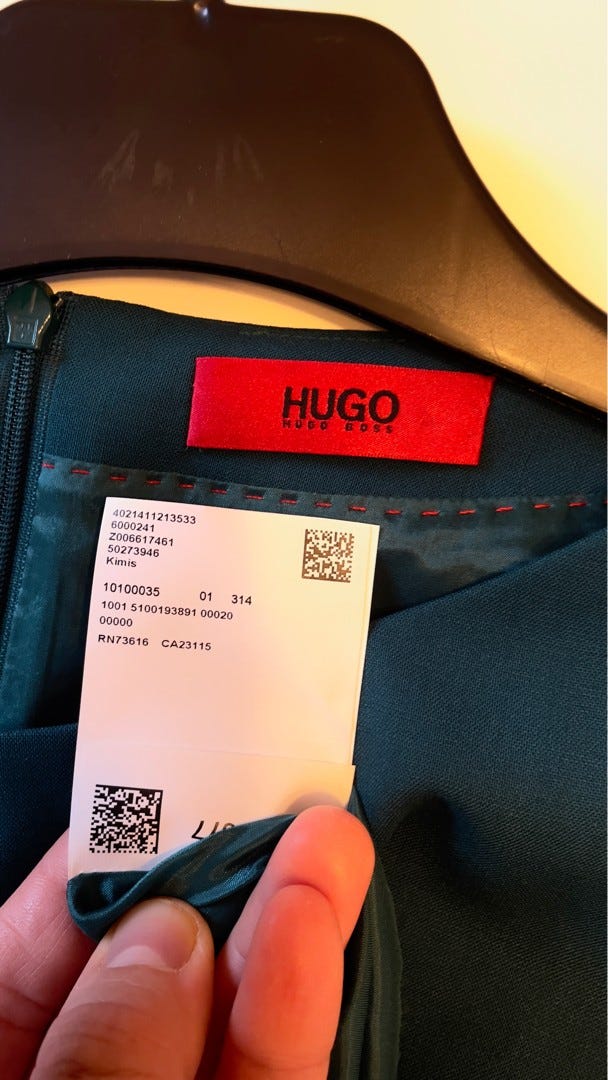 HUGO
HUGO BOSS
4021411213533
6000241
Z006617461
50273946
Kimis
10100035 01 314
1001 5100193891 00020
00000
RN73616 CA23115